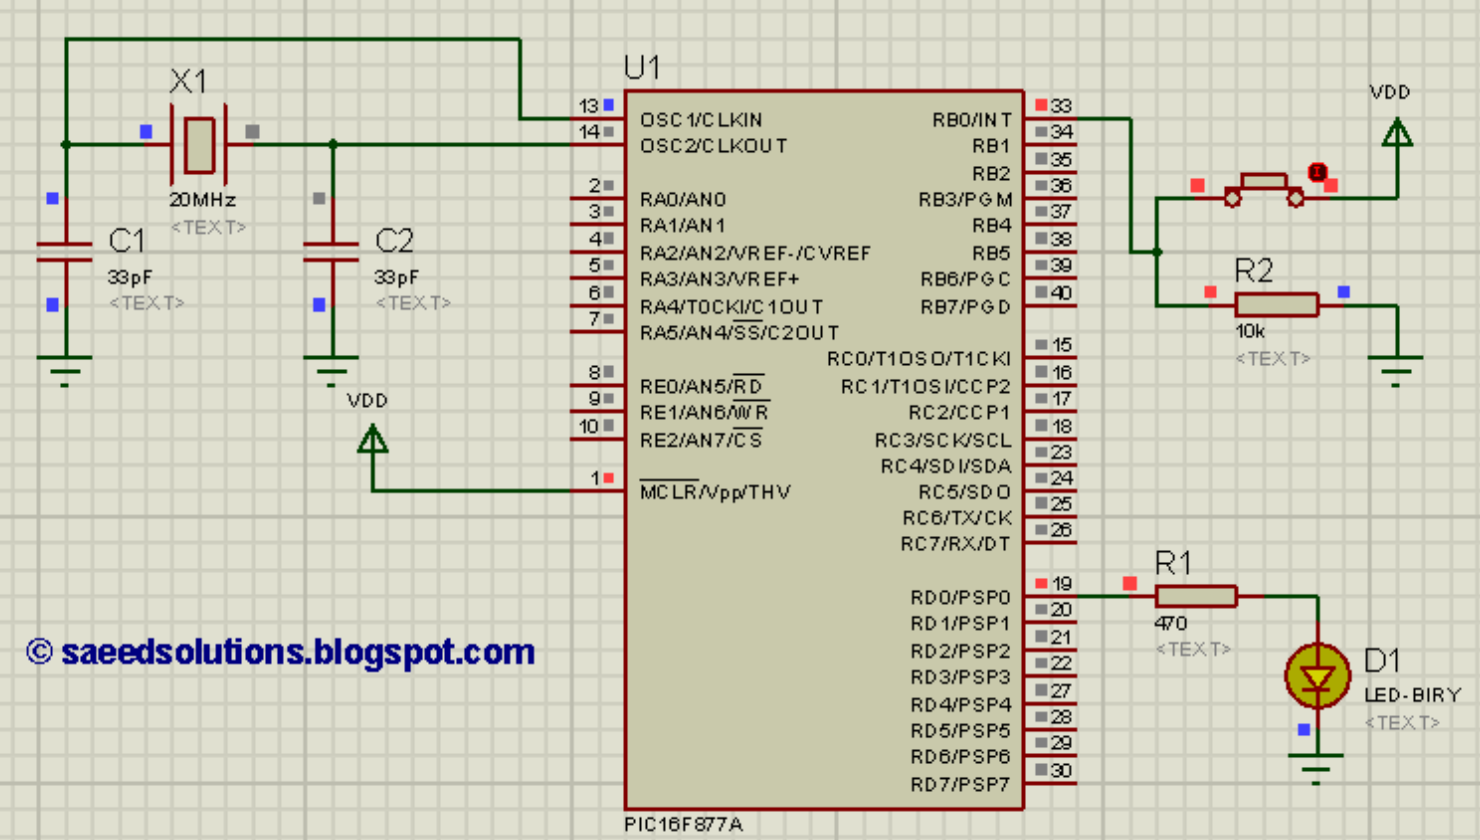 U1
X1
20MHz
<TEXT>
C1
33pF
<TEXT>
C2
33pF
<TEXT>
VDD
13
OSC1/CLKIN
14
OSC2/CLKOUT
2
RA0/AN0
3
RA1/AN1
4
RA2/AN2/VREF-/CVREF
5
RA3/AN3/VREF+
6
RA4/T0CKI/C1OUT
7
RA5/AN4/SS/C2OUT
8
RE0/AN5/RD
9
RE1/AN6/WR
10
RE2/AN7/CS
1
MCLR/Vpp/THV
RB0/INT
33
RB1
34
RB2
35
RB3/PGM
36
RB4
37
RB5
38
RB6/PGC
39
RB7/PGD
40
RC0/T1OSO/T1CKI
15
RC1/T1OSI/CCP2
16
RC2/CCP1
17
RC3/SCK/SCL
18
RC4/SDI/SDA
23
RC5/SDO
24
RC6/TX/CK
25
RC7/RX/DT
26
RD0/PSP0
19
RD1/PSP1
20
RD2/PSP2
21
RD3/PSP3
22
RD4/PSP4
27
RD5/PSP5
28
RD6/PSP6
29
RD7/PSP7
30
PIC16F877A
VDD
R2
10k
<TEXT>
R1
470
<TEXT>
D1
LED-BIRY
<TEXT>
© saeedsolutions.blogspot.com